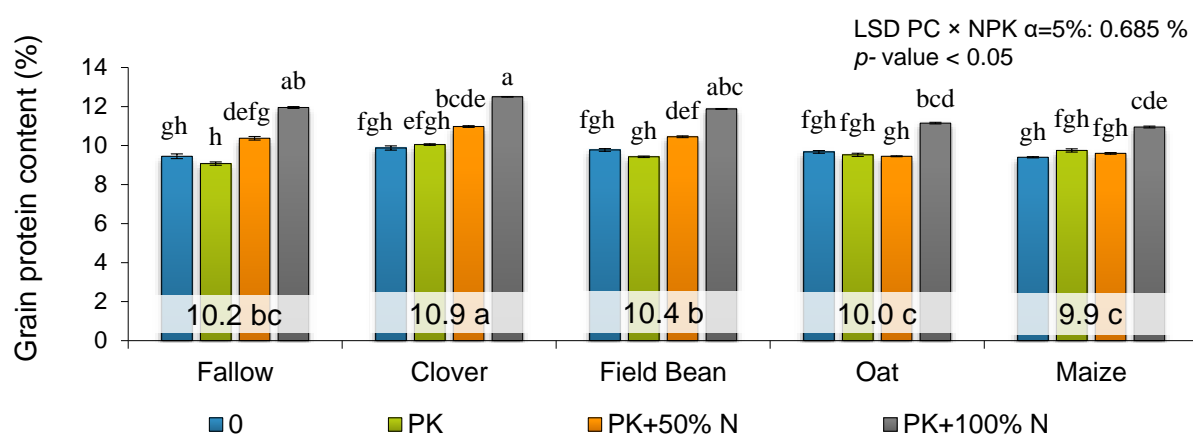 LSD PC × NPK α=5%: 0.685 %
p- value < 0.05
Grain protein content (%)
14
12
10
8
6
4
2
0
gh h defg ab
fgh efgh bcde a
fgh gh def abc
fgh fgh gh bcd
gh fgh fgh cde
10.2 bc 10.9 a 10.4 b 10.0 c 9.9 c
Fallow Clover Field Bean Oat Maize
0 PK PK+50% N PK+100% N